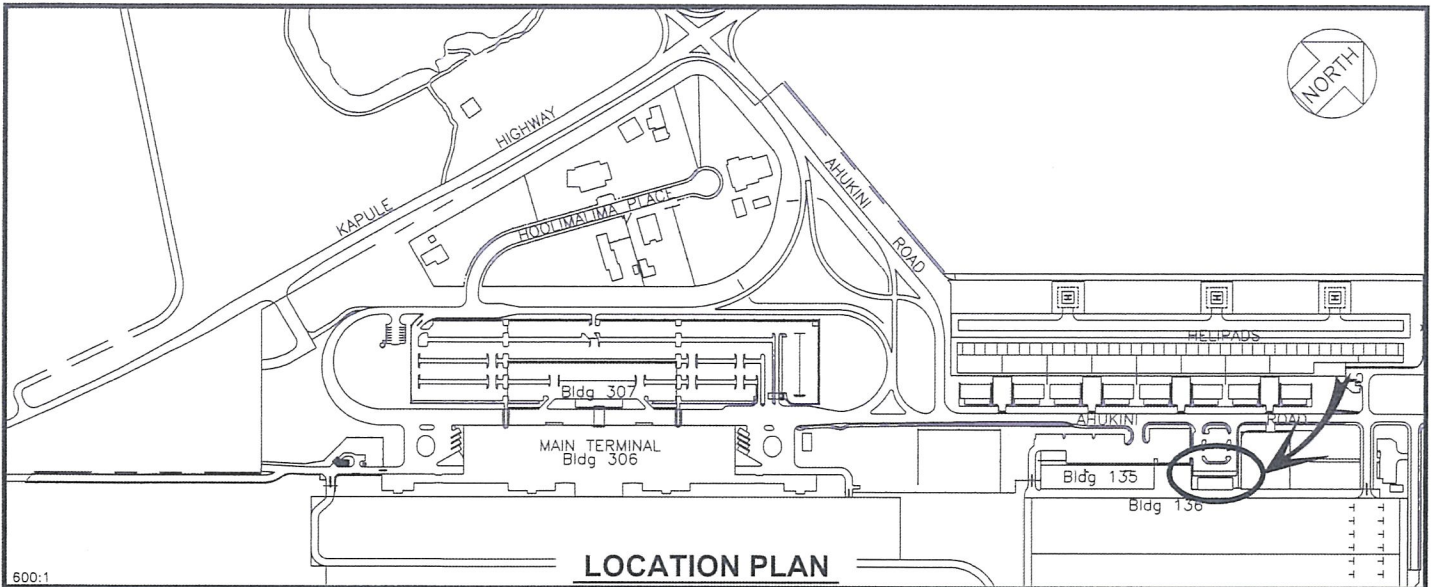 NORTH
HIGHWAY
KAPULE
HOOLIMALIMA PLACE
AHUKINI
ROAD
H H H
HELIPADS
Bldg 307
AHUKINI ROAD
MAIN TERMINAL
Bldg 306
Bldg 135
Bldg 136
LOCATION PLAN
600:1